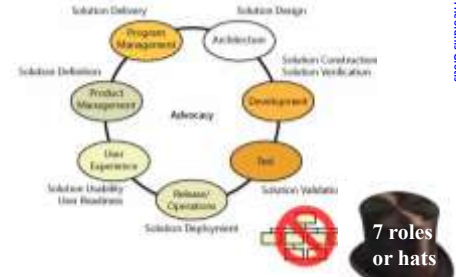 Solution Delivery
Solution Design
Program
Management
Architecture
Solution Construction
Solution Verification
Solution Definition
Product
Management
Development
Advocacy
User
Experience
Test
Solution Usability
User Readiness
Release/
Operations
Solution Validation
Solution Deployment
7 roles
or hats